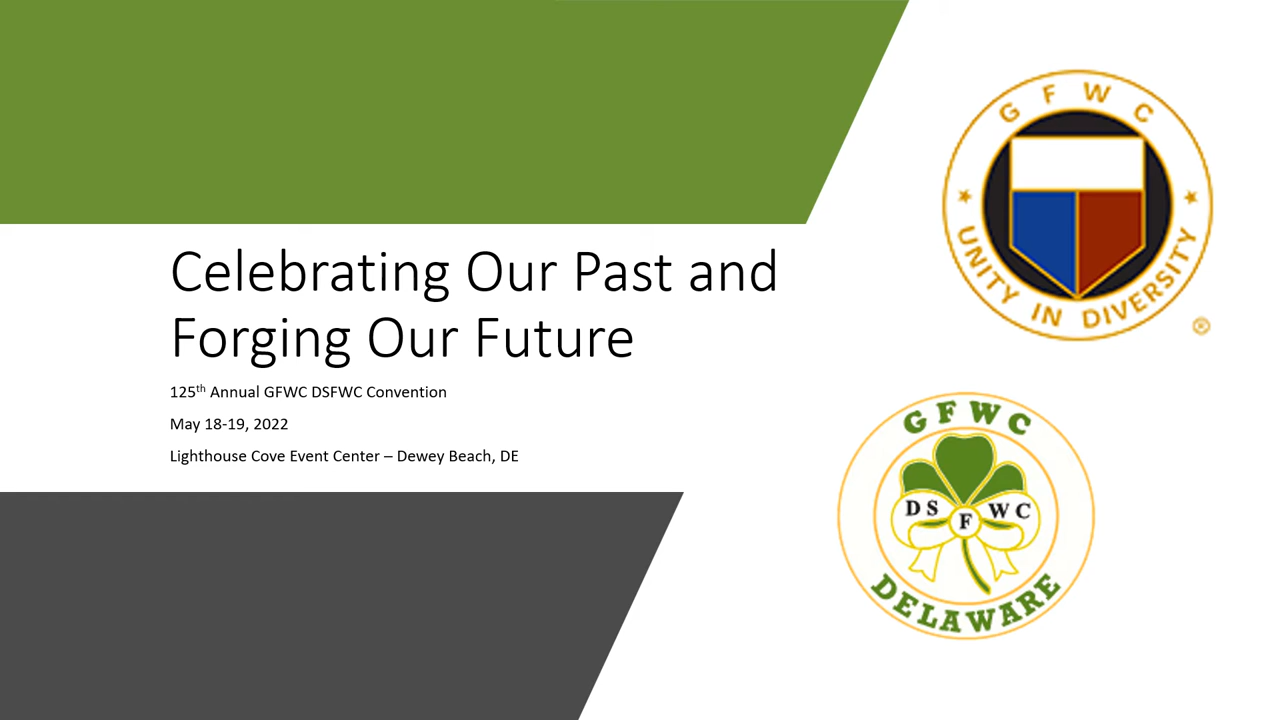 Celebrating Our Past and
Forging Our Future
125th Annual GFWC DSFWC Convention
May 18-19, 2022
Lighthouse Cove Event Center – Dewey Beach, DE
GFWC
UNITY IN DIVERSITY
®
GFWC
DS F WC
DELAWARE